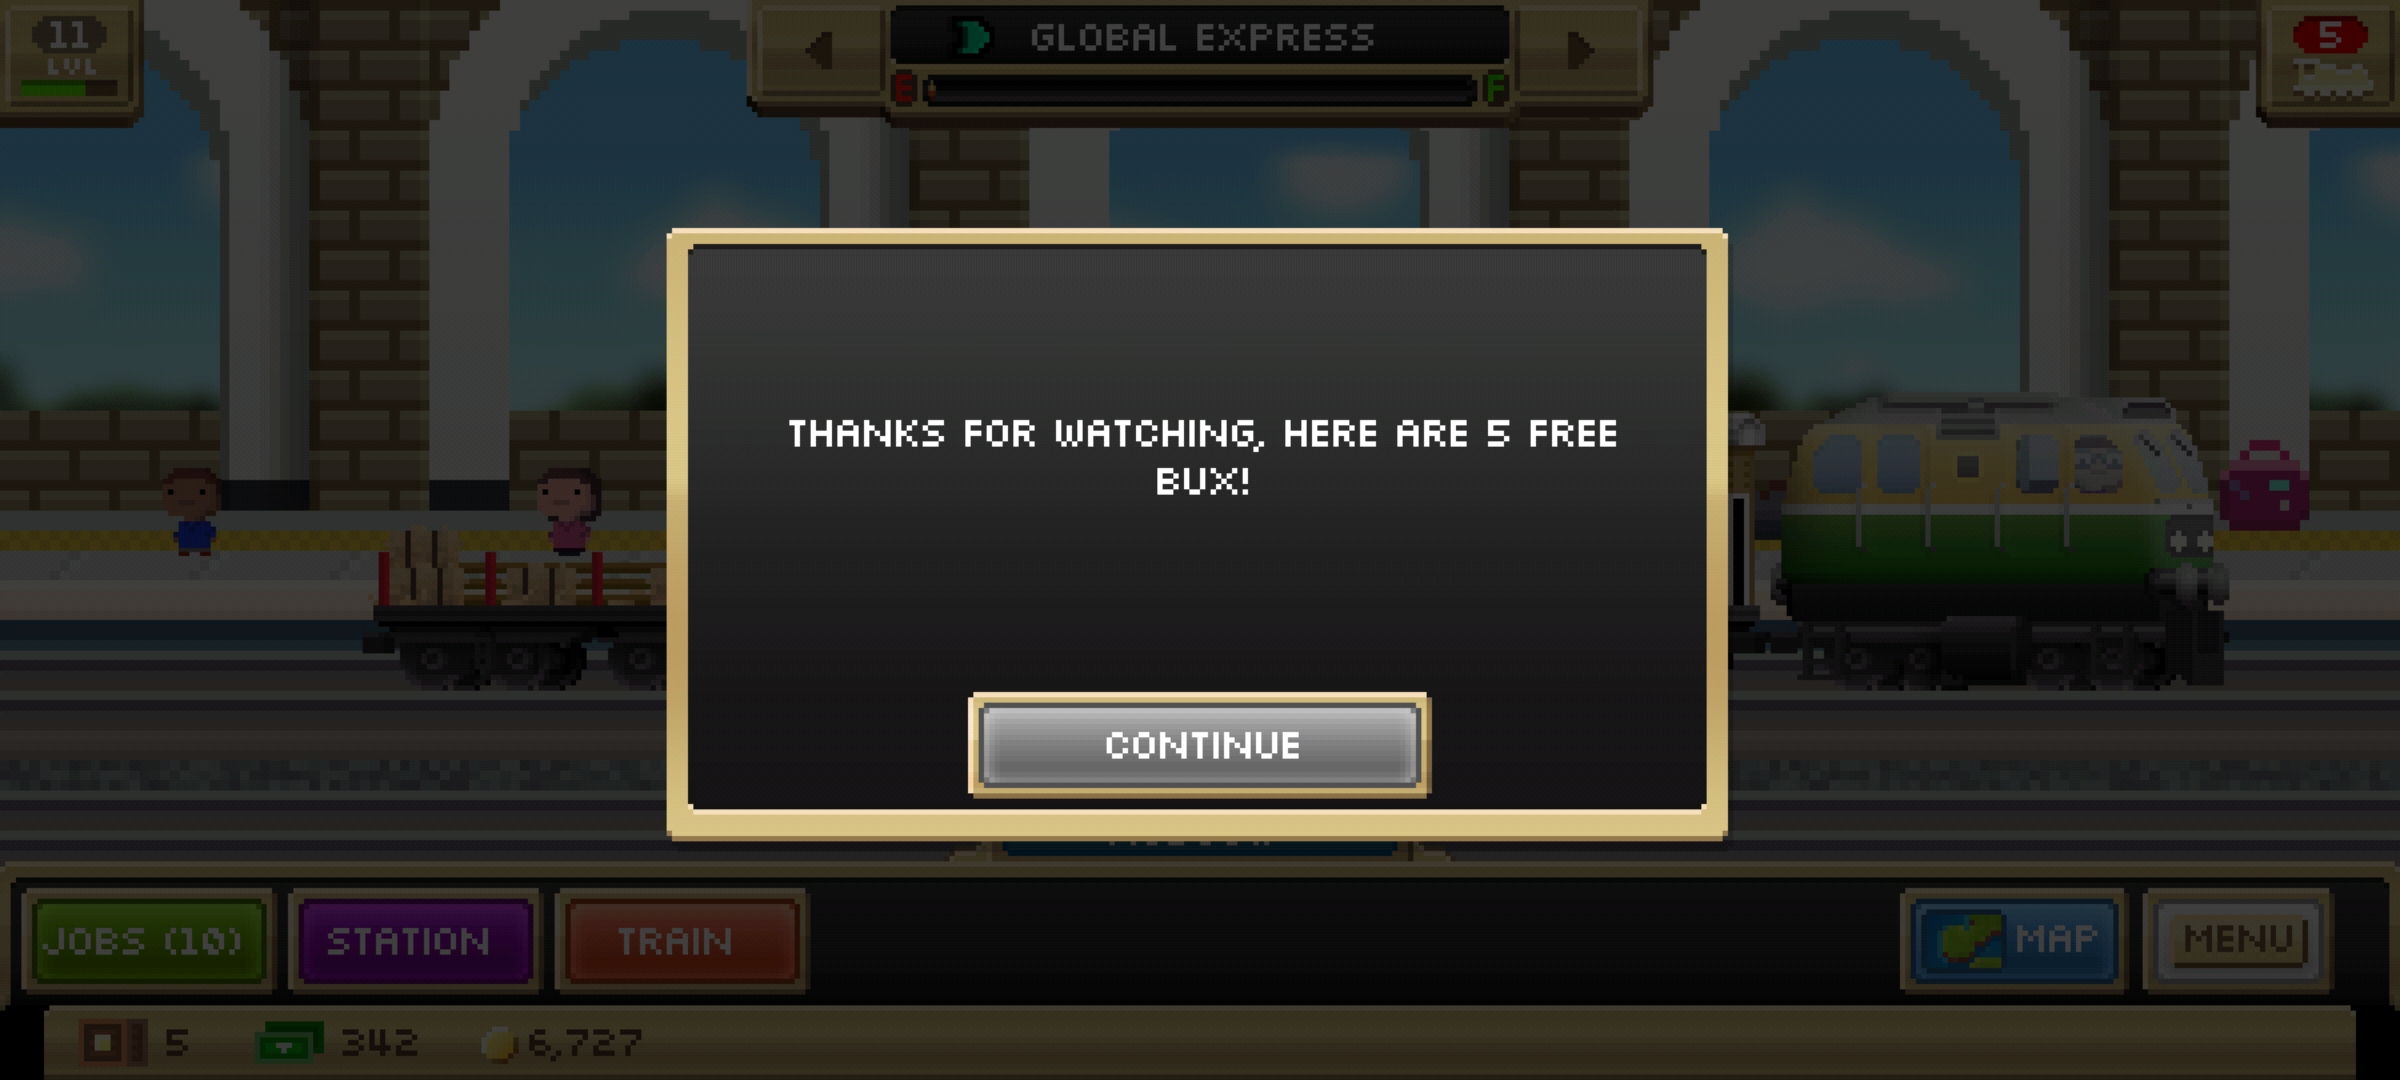 11
LVL
GLOBAL EXPRESS
E F
5
THANKS FOR WATCHING, HERE ARE 5 FREE
BUX!
CONTINUE
JOBS (10) STATION TRAIN MAP MENU
5 342 6,727